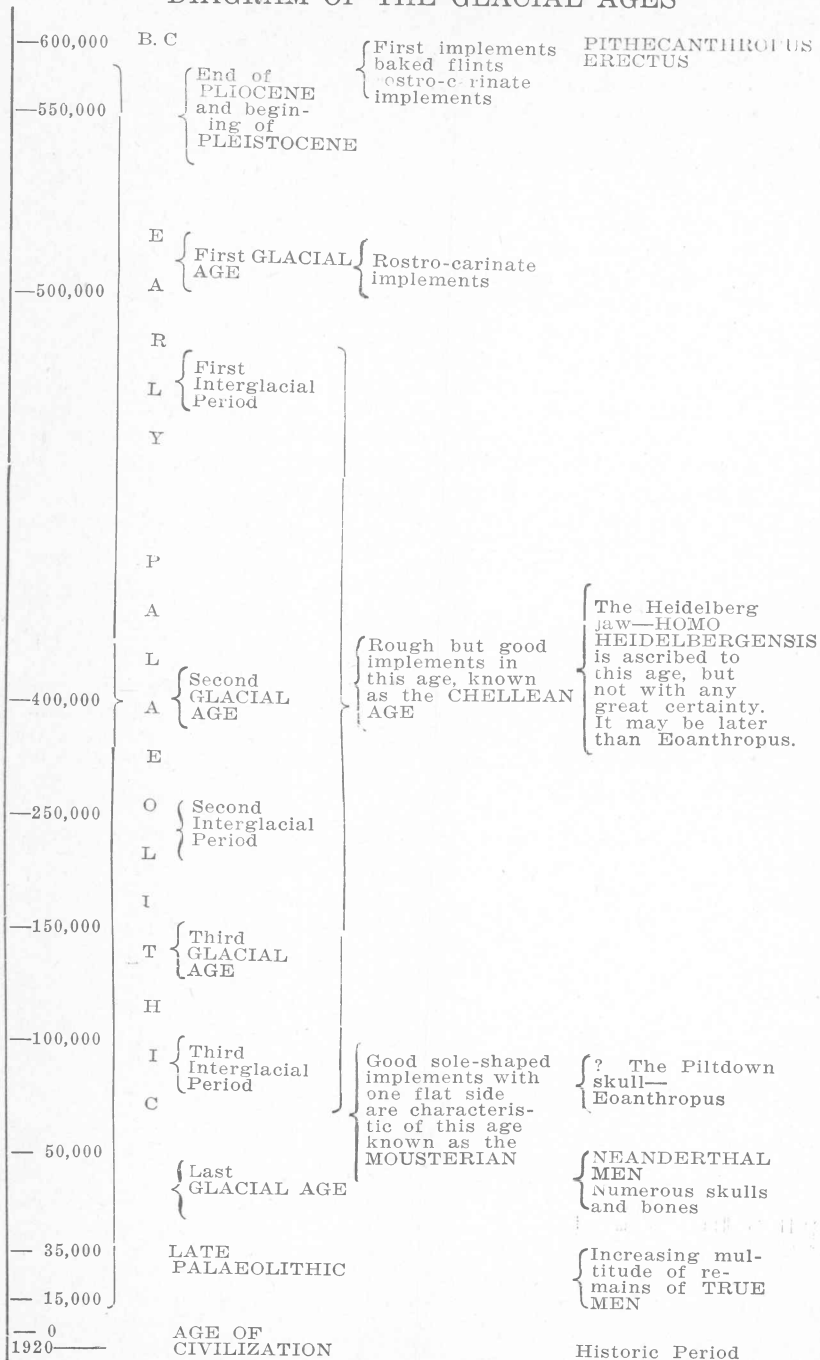 DIAGRAM OF THE GLACIAL AGES
—600,000 B. C
First implements
baked flints
implements
PITHECANTHROPUS
ERECTUS
End of
PLIOCENE
and begin-
ing of
PLEISTOCENE
—550,000
First GLACIAL
AGE
Rostro-carinate
implements
—500,000
First
Interglacial
Period
EARLY PALAEOLITHIC
Second
GLACIAL
AGE
—400,000
Rough but good
implements in
this age, known
as the CHELLEAN
AGE
The Heidelberg
jaw—HOMO
HEIDELBERGENSIS
is ascribed to
this age, but
not with any
great certainty.
It may be later
than Eoanthropus.
—250,000
Second
Interglacial
Period
—150,000
Third
GLACIAL
AGE
—100,000
Third
Interglacial
Period
Good sole-shaped
implements with
one flat side
are characteris-
tic of this age
known as the
MOUSTERIAN
? The Piltdown
skull—
Eoanthropus
— 50,000
Last
GLACIAL AGE
NEANDERTHAL
MEN
Numerous skulls
and bones
— 35,000
LATE
PALAEOLITHIC
Increasing mul-
titude of re-
mains of TRUE
MEN
— 15,000
— 0
AGE OF
CIVILIZATION
1920——
Historic Period